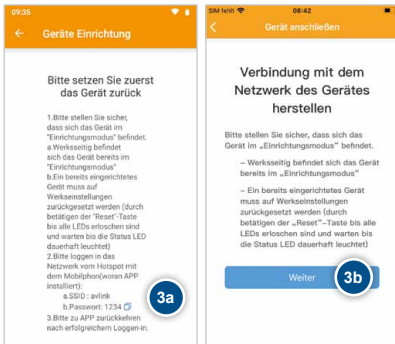 09:35
Geräte Einrichtung
Bitte setzen Sie zuerst
das Gerät zurück
1.Bitte stellen Sie sicher,
dass sich das Gerät im
"Einrichtungsmodus" befindet.
a.Werksseitig befindet
sich das Gerät bereits im
"Einrichtungsmodus"
b.Ein bereits eingerichtetes
Gerät muss auf
Werkseinstellungen
zurückgesetzt werden (durch
betätigen der "Reset"-Taste
bis alle LEDs erloschen sind
und warten bis die Status LED
dauerhaft leuchtet)
2.Bitte loggen in das
Netzwerk vom Hotspot mit
dem Mobilphon(woran APP
installiert):
a.SSID : avlink
b.Passwort: 1234
3.Bitte zu APP zurückkehren
nach erfolgreichem Loggen-in.
3a
SIM fehlt
08:42
Gerät anschließen
Verbindung mit dem
Netzwerk des Gerätes
herstellen
Bitte stellen Sie sicher, dass sich das
Gerät im „Einrichtungsmodus" befindet.
– Werksseitig befindet sich das Gerät
bereits im „Einrichtungsmodus"
– Ein bereits eingerichtetes Gerät
muss auf Werkseinstellungen
zurückgesetzt werden (durch
betätigen der „Reset"-Taste bis alle
LEDs erloschen sind und warten bis
die Status LED dauerhaft leuchtet)
Weiter
3b